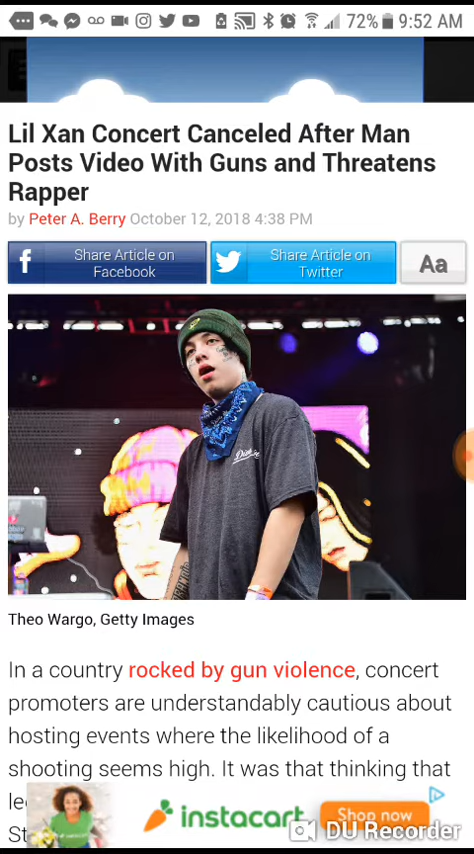 72% 9:52 AM
Lil Xan Concert Canceled After Man
Posts Video With Guns and Threatens
Rapper
by Peter A. Berry October 12, 2018 4:38 PM
f Share Article on
Facebook
Share Article on
Twitter
Aa
Theo Wargo, Getty Images
In a country rocked by gun violence, concert
promoters are understandably cautious about
hosting events where the likelihood of a
shooting seems high. It was that thinking that
le
St
instacart
Shop now
DU Recorder